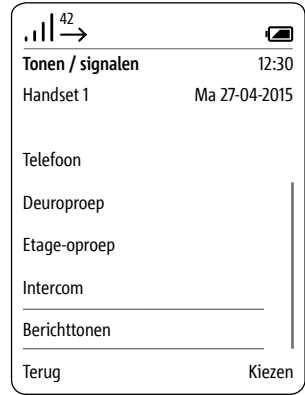 42
Tonen / signalen 12:30
Handset 1 Ma 27-04-2015
Telefoon
Deuroproep
Etage-oproep
Intercom
Berichttonen
Terug Kiezen